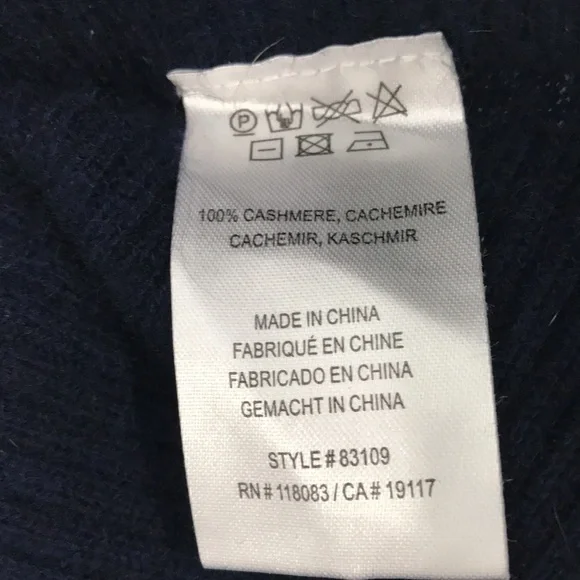 P
100% CASHMERE, CACHEMIRE
CACHEMIR, KASCHMIR
MADE IN CHINA
FABRIQUÉ EN CHINE
FABRICADO EN CHINA
GEMACHT IN CHINA
STYLE # 83109
RN # 118083 / CA # 19117